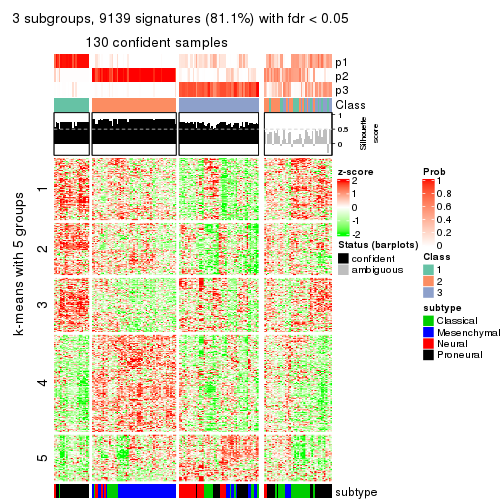 3 subgroups, 9139 signatures (81.1%) with fdr < 0.05
130 confident samples
p1
p2
p3
Class
1
0.5
0
Silhouette
score
k-means with 5 groups
1
2
3
4
5
subtype
z-score
2
1
0
-1
-2
Status (barplots)
confident
ambiguous
Prob
1
0.8
0.6
0.4
0.2
0
Class
1
2
3
subtype
Classical
Mesenchymal
Neural
Proneural